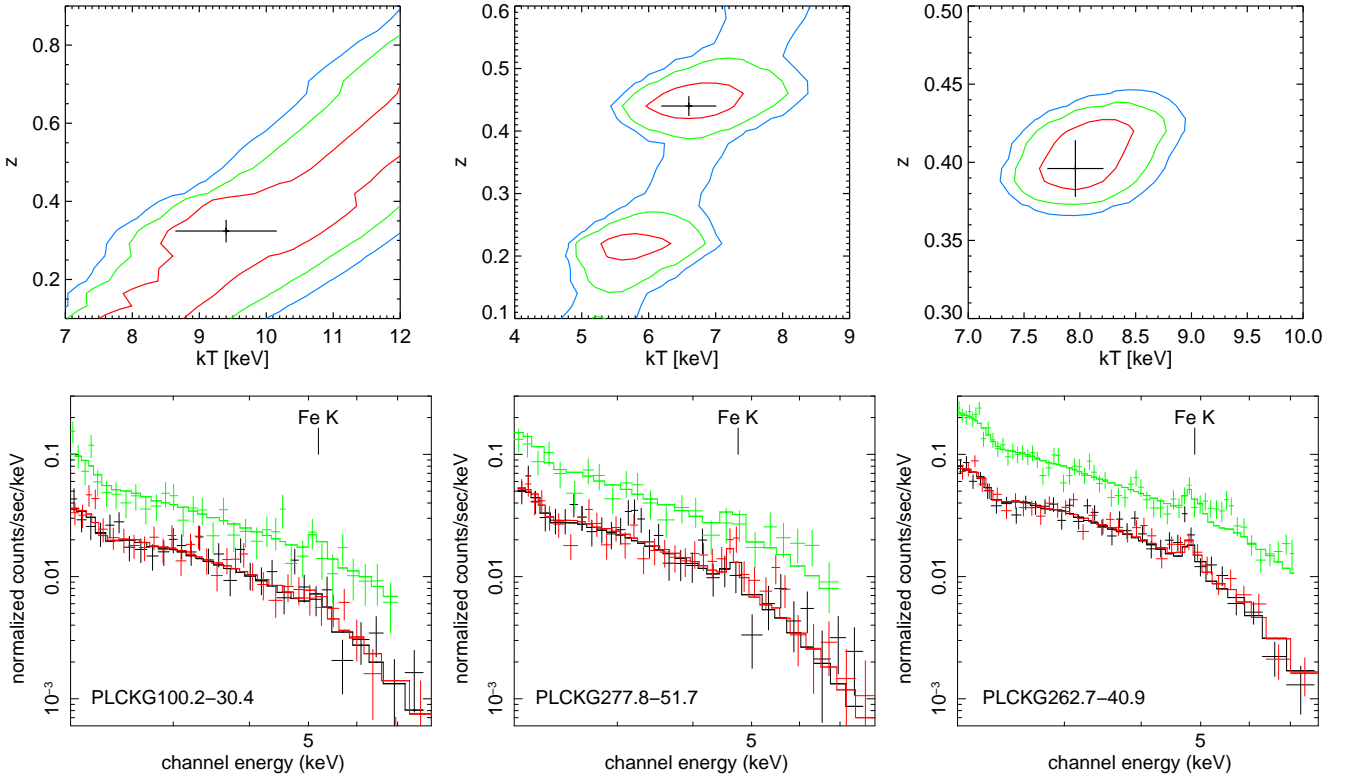 0.8
0.6
0.4
0.2
z
7
8
9
10
11
12
kT [keV]
0.6
0.5
0.4
0.3
0.2
0.1
z
4
5
6
7
8
9
kT [keV]
0.50
0.45
0.40
0.35
0.30
z
7.0
7.5
8.0
8.5
9.0
9.5
10.0
kT [keV]
Fe K
0.1
0.01
10−3
normalized counts/sec/keV
PLCKG100.2−30.4
5
channel energy (keV)
Fe K
0.1
0.01
10−3
normalized counts/sec/keV
PLCKG277.8−51.7
5
channel energy (keV)
Fe K
0.1
0.01
10−3
normalized counts/sec/keV
PLCKG262.7−40.9
5
channel energy (keV)